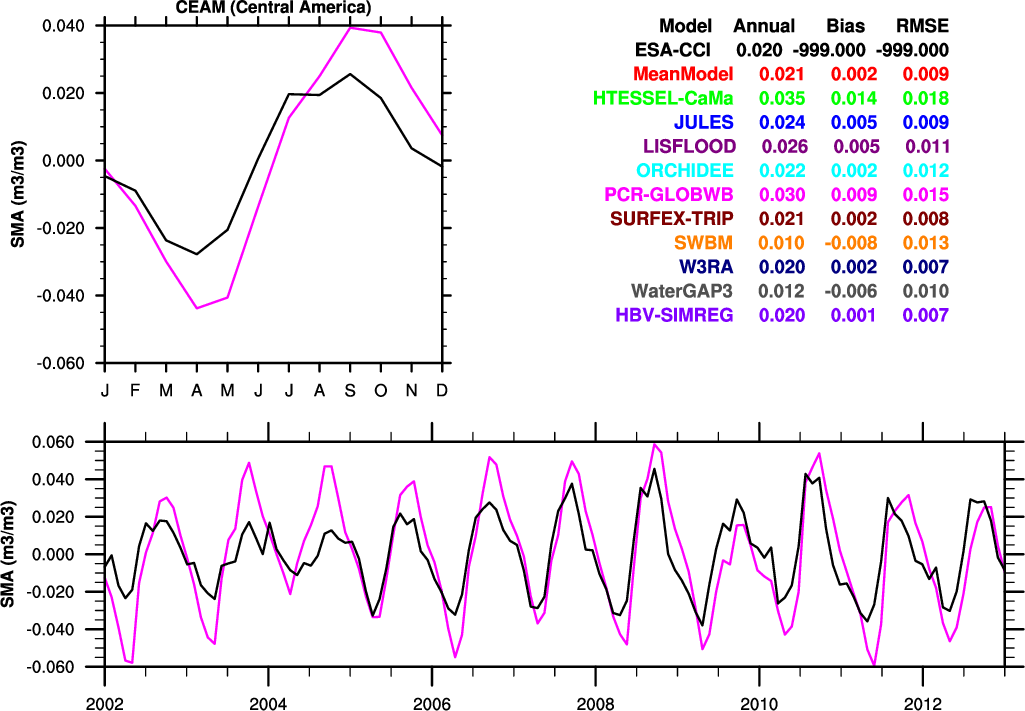 CEAM (Central America)
0.040
0.020
0.000
-0.020
-0.040
-0.060
SMA (m3/m3)
J F M A M J J A S O N D
Model Annual Bias RMSE
ESA-CCI 0.020 -999.000 -999.000
MeanModel 0.021 0.002 0.009
HTESSEL-CaMa 0.035 0.014 0.018
JULES 0.024 0.005 0.009
LISFLOOD 0.026 0.005 0.011
ORCHIDEE 0.022 0.002 0.012
PCR-GLOBWB 0.030 0.009 0.015
SURFEX-TRIP 0.021 0.002 0.008
SWBM 0.010 -0.008 0.013
W3RA 0.020 0.002 0.007
WaterGAP3 0.012 -0.006 0.010
HBV-SIMREG 0.020 0.001 0.007
0.060
0.040
0.020
0.000
-0.020
-0.040
-0.060
SMA (m3/m3)
2002 2004 2006 2008 2010 2012